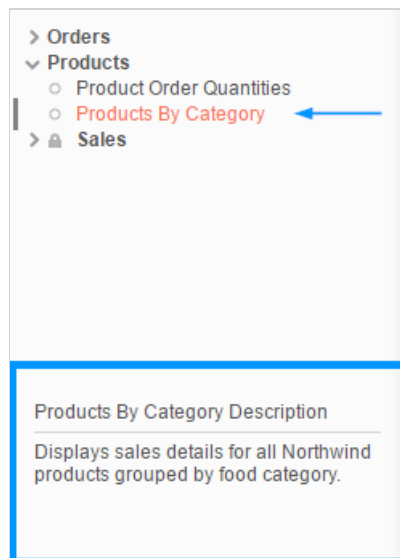 Orders
Products
Product Order Quantities
Products By Category
Sales
Products By Category Description
Displays sales details for all Northwind
products grouped by food category.